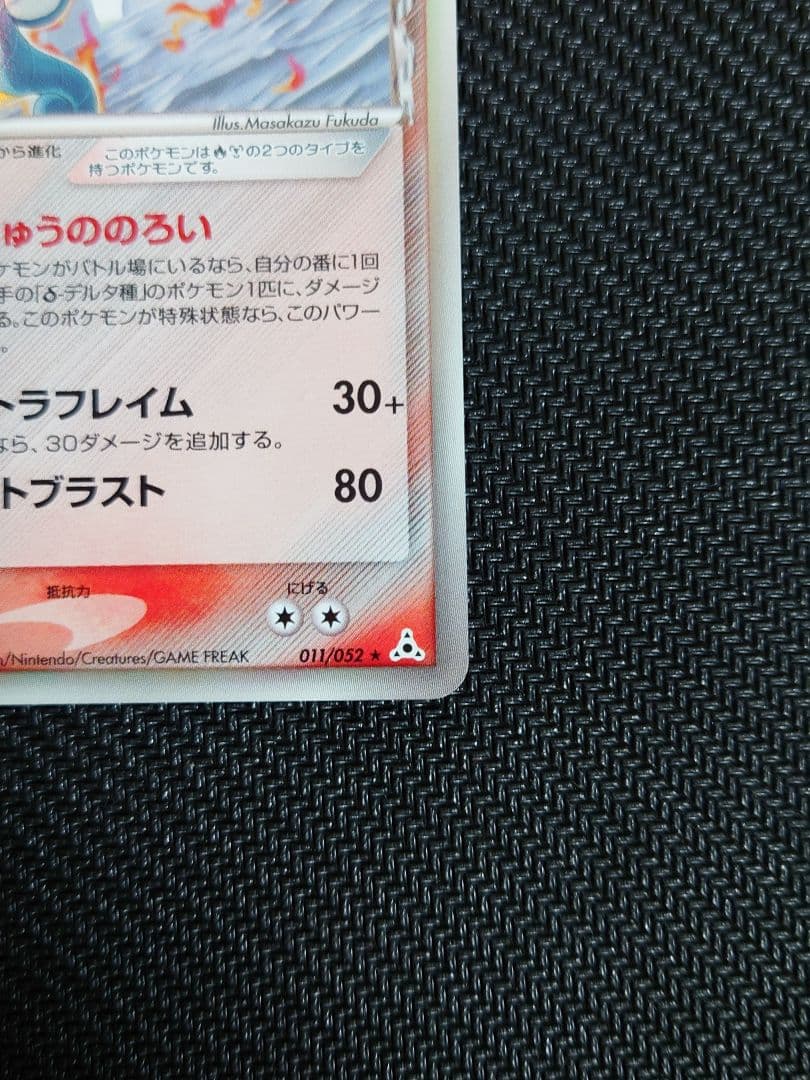 Illus.Masakazu Fukuda
から進化
このポケモンはの2つのタイプを
持つポケモンです。
ゅうののろい
ケモンがバトル場にいるなら、自分の番に1回
手の「δ-デルタ種」のポケモン1匹に、ダメージ
る。このポケモンが特殊状態なら、このパワー
。
トラフレイム 30+
なら、30ダメージを追加する。
トブラスト 80
抵抗力 にげる
/Nintendo/Creatures/GAME FREAK 011/052 ★